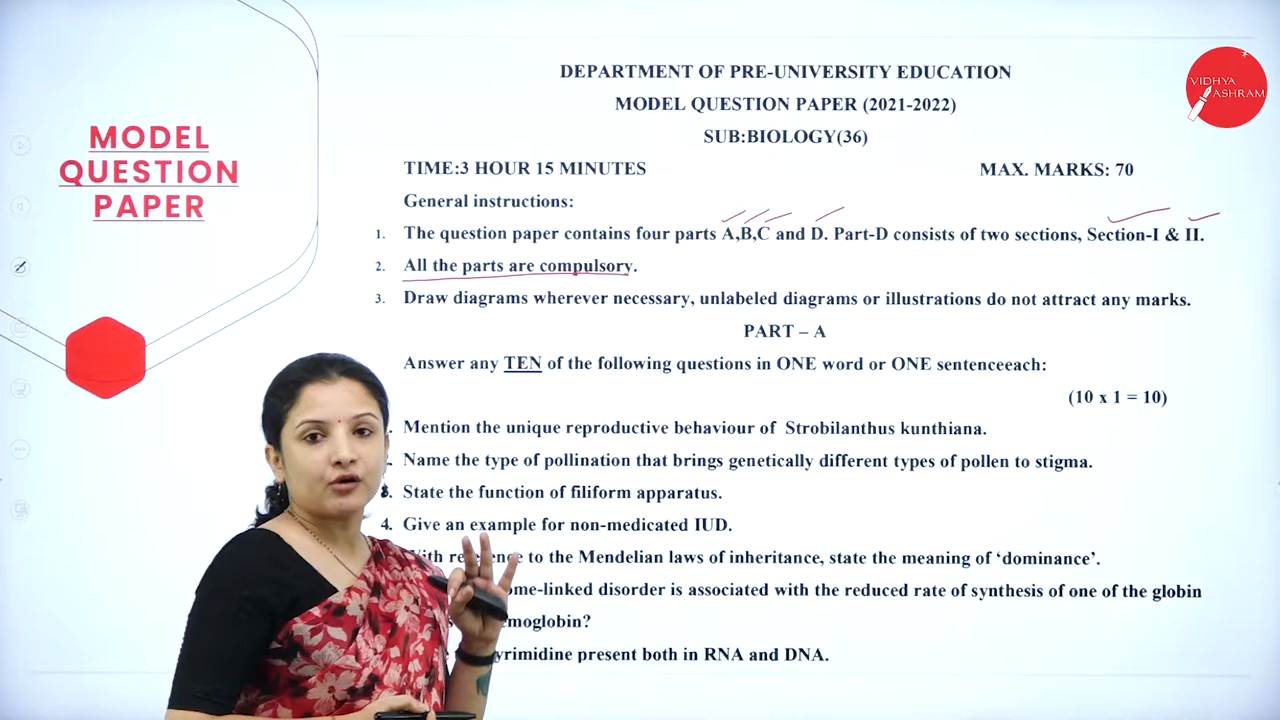 MODEL
QUESTION
PAPER
VIDHYA
ASHRAM
DEPARTMENT OF PRE-UNIVERSITY EDUCATION
MODEL QUESTION PAPER (2021-2022)
SUB:BIOLOGY(36)
TIME:3 HOUR 15 MINUTES MAX. MARKS: 70
General instructions:
1. The question paper contains four parts A,B,C and D. Part-D consists of two sections, Section-I & II.
2. All the parts are compulsory.
3. Draw diagrams wherever necessary, unlabeled diagrams or illustrations do not attract any marks.
PART – A
Answer any TEN of the following questions in ONE word or ONE sentenceeach:
(10 x 1 = 10)
Mention the unique reproductive behaviour of Strobilanthus kunthiana.
Name the type of pollination that brings genetically different types of pollen to stigma.
3. State the function of filiform apparatus.
4. Give an example for non-medicated IUD.
to the Mendelian laws of inheritance, state the meaning of ‘dominance’.
disorder is associated with the reduced rate of synthesis of one of the globin
present both in RNA and DNA.